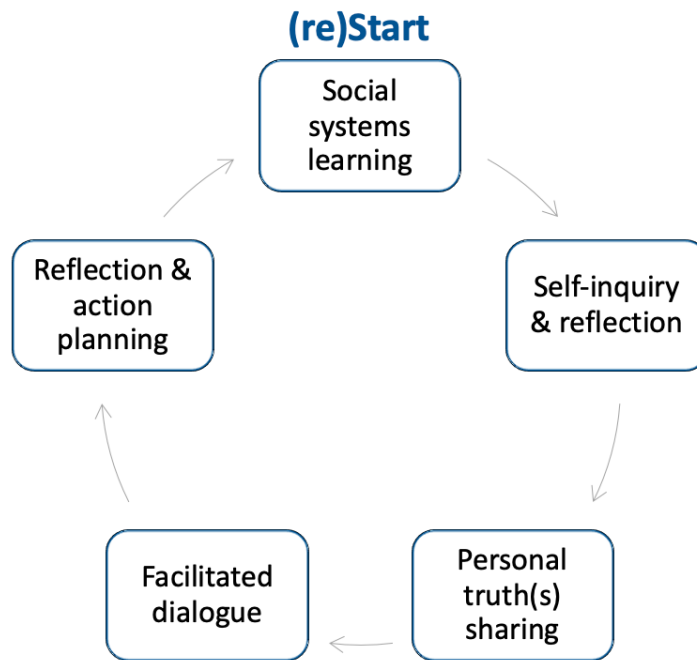 (re)Start
Social
systems
learning
Self-inquiry
& reflection
Personal
truth(s)
sharing
Facilitated
dialogue
Reflection &
action
planning